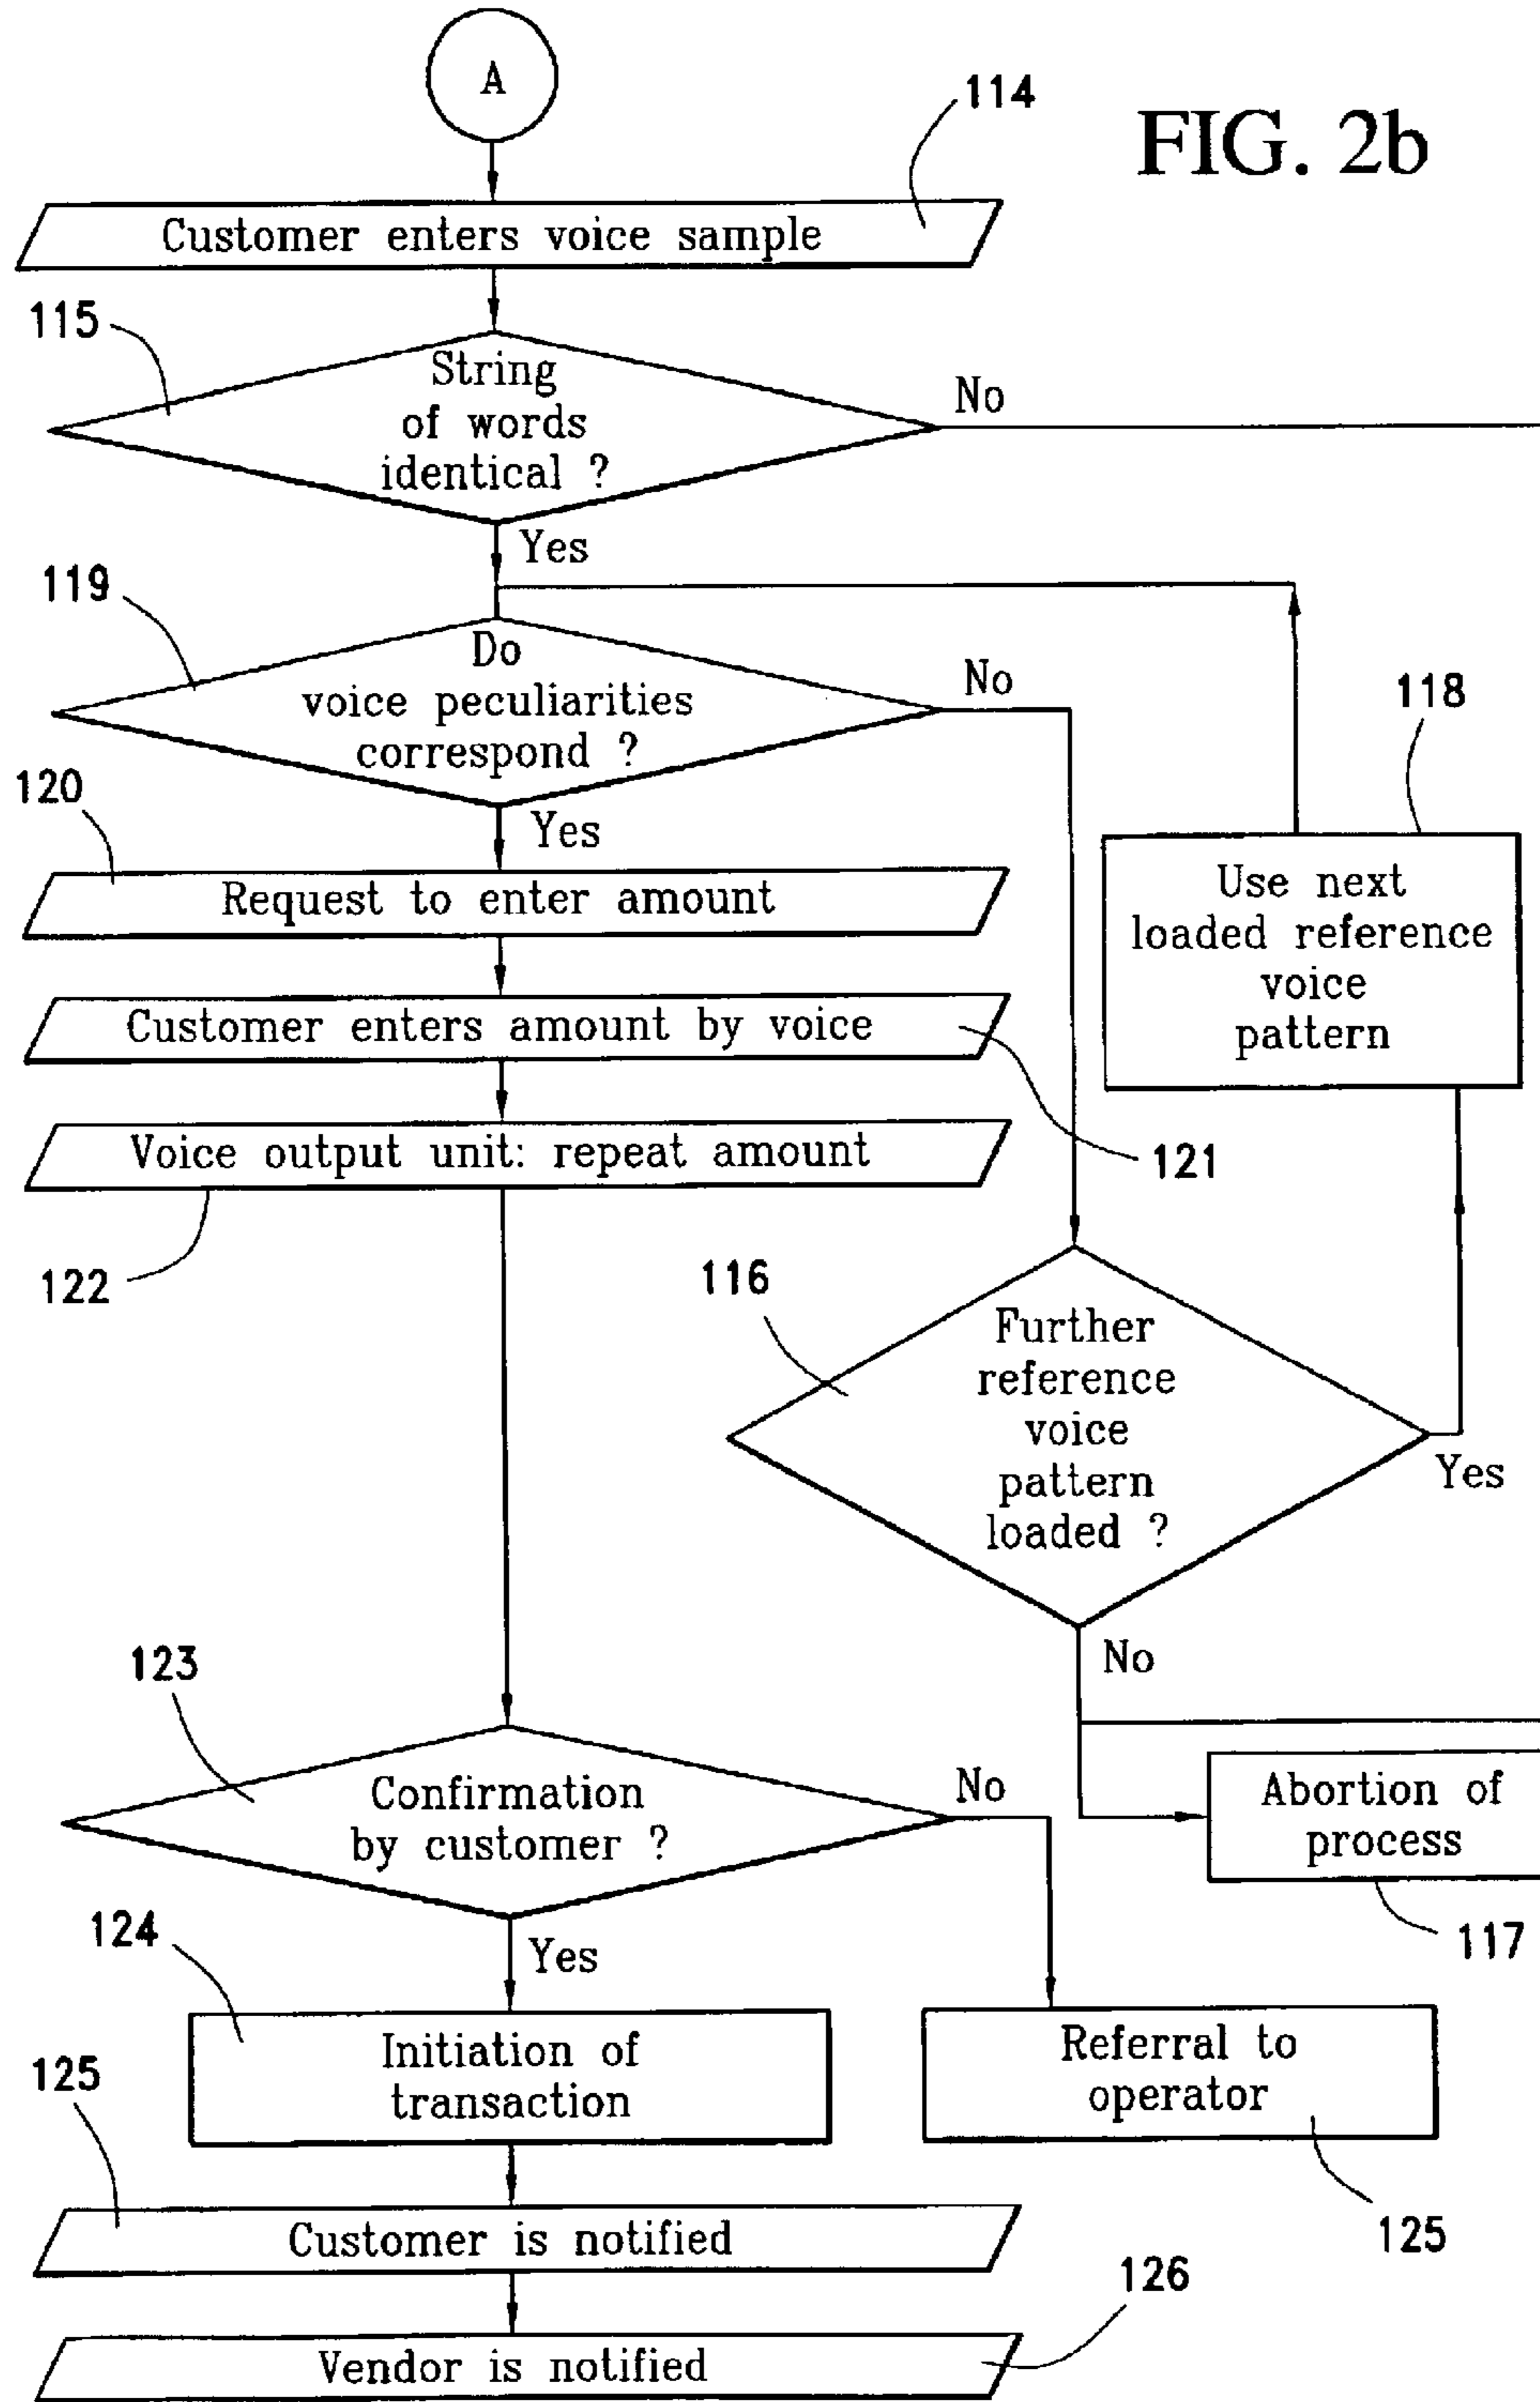 A
114
FIG. 2b
Customer enters voice sample
115
String
of words
identical ?
No
Yes
119
Do
voice peculiarities
correspond ?
No
118
120
Yes
Use next
loaded reference
voice
pattern
Request to enter amount
Customer enters amount by voice
Voice output unit: repeat amount
121
122
116
Further
reference
voice
pattern
loaded ?
Yes
No
123
Confirmation
by customer ?
No
Abortion of
process
117
124
Yes
Initiation of
transaction
Referral to
operator
125
125
Customer is notified
126
Vendor is notified